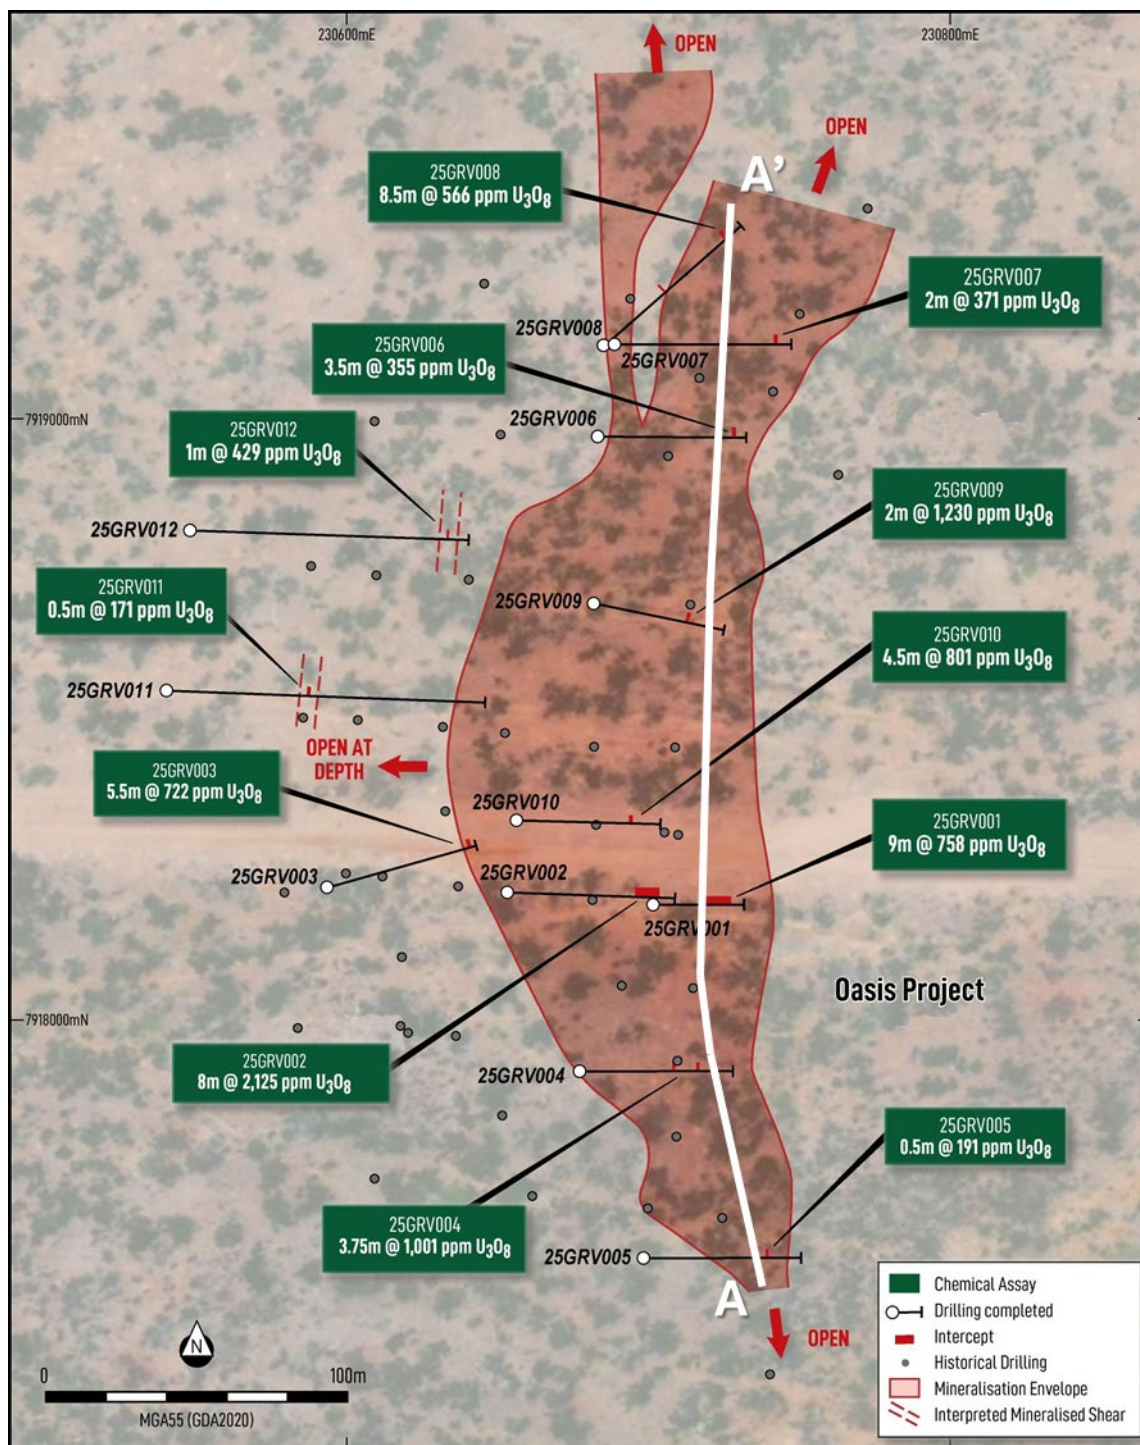 230600mE
230800mE
OPEN
OPEN
A'
25GRV008
8.5m @ 566 ppm U₃O₈
25GRV007
2m @ 371 ppm U₃O₈
25GRV008
25GRV007
25GRV006
3.5m @ 355 ppm U₃O₈
7919000mN
25GRV006
25GRV012
1m @ 429 ppm U₃O₈
25GRV009
2m @ 1,230 ppm U₃O₈
25GRV012
25GRV011
0.5m @ 171 ppm U₃O₈
25GRV009
25GRV010
4.5m @ 801 ppm U₃O₈
25GRV011
OPEN AT
DEPTH
25GRV003
5.5m @ 722 ppm U₃O₈
25GRV010
25GRV001
9m @ 758 ppm U₃O₈
25GRV003
25GRV002
25GRV001
Oasis Project
7918000mN
25GRV002
8m @ 2,125 ppm U₃O₈
25GRV004
25GRV005
0.5m @ 191 ppm U₃O₈
25GRV004
3.75m @ 1,001 ppm U₃O₈
25GRV005
A
OPEN
N
0
100m
MGA55 (GDA2020)
Chemical Assay
Drilling completed
Intercept
Historical Drilling
Mineralisation Envelope
Interpreted Mineralised Shear